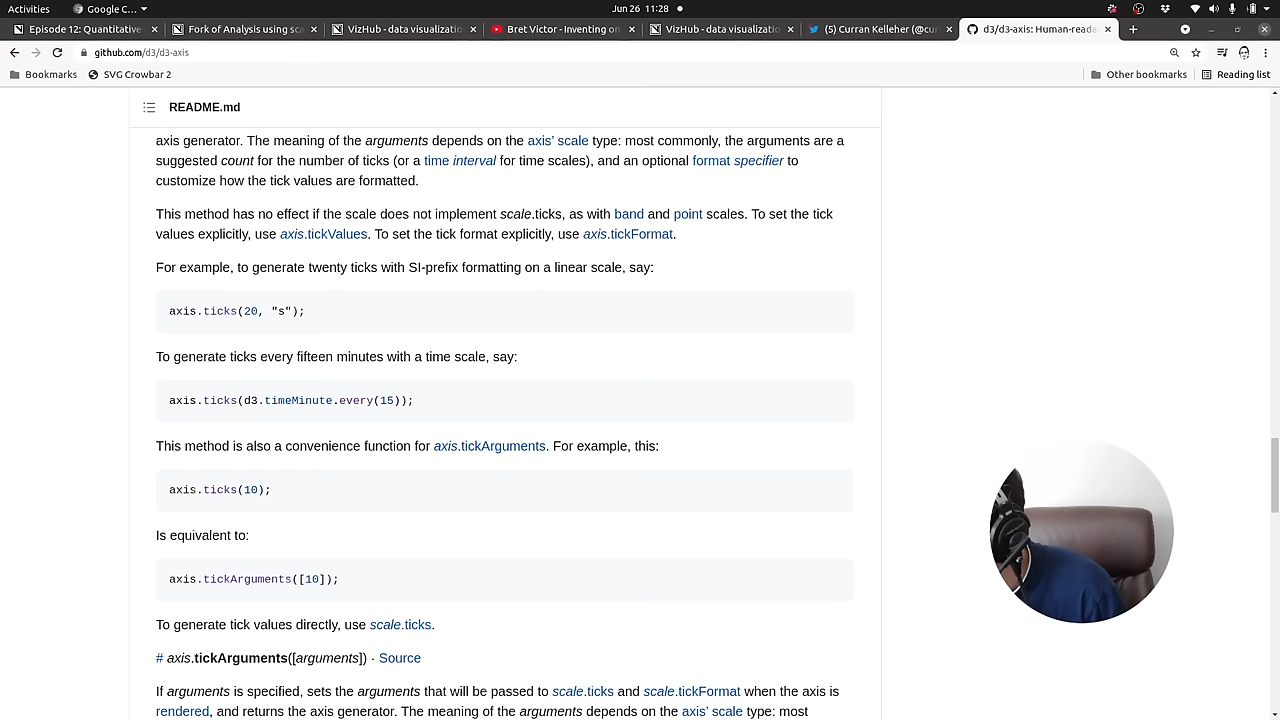 Activities Google C... Jun 26 11:28
Episode 12: Quantitative Fork of Analysis using sca VizHub - data visualizatio Bret Victor - Inventing on VizHub - data visualizatio (5) Curran Kelleher (@cur d3/d3-axis: Human-reada
github.com/d3/d3-axis
Bookmarks SVG Crowbar 2 Other bookmarks Reading list
README.md
axis generator. The meaning of the arguments depends on the axis' scale type: most commonly, the arguments are a
suggested count for the number of ticks (or a time interval for time scales), and an optional format specifier to
customize how the tick values are formatted.
This method has no effect if the scale does not implement scale.ticks, as with band and point scales. To set the tick
values explicitly, use axis.tickValues. To set the tick format explicitly, use axis.tickFormat.
For example, to generate twenty ticks with SI-prefix formatting on a linear scale, say:
axis.ticks(20, "s");
To generate ticks every fifteen minutes with a time scale, say:
axis.ticks(d3.timeMinute.every(15));
This method is also a convenience function for axis.tickArguments. For example, this:
axis.ticks(10);
Is equivalent to:
axis.tickArguments([10]);
To generate tick values directly, use scale.ticks.
# axis.tickArguments([arguments]) · Source
If arguments is specified, sets the arguments that will be passed to scale.ticks and scale.tickFormat when the axis is
rendered, and returns the axis generator. The meaning of the arguments depends on the axis' scale type: most